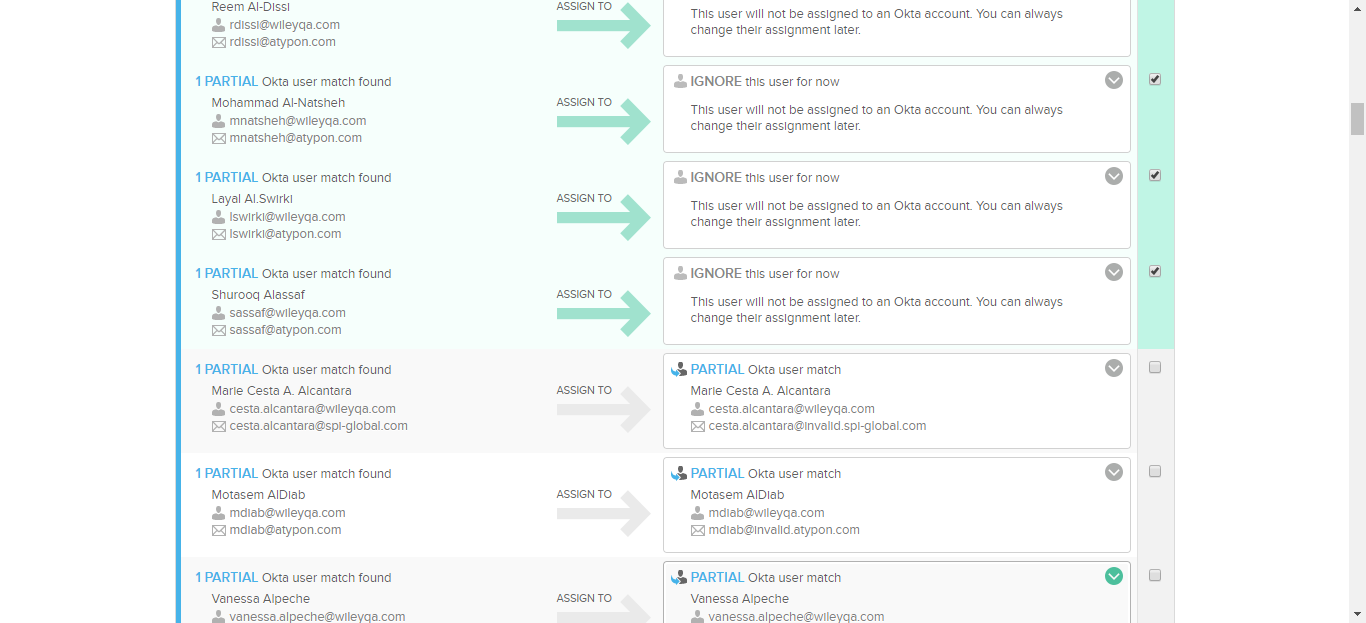 Reem Al-Dissi
ASSIGN TO
rdissi@wileyqa.com
rdissi@atypon.com
This user will not be assigned to an Okta account. You can always
change their assignment later.
1 PARTIAL Okta user match found
Mohammad Al-Natsheh
mnatsheh@wileyqa.com
mnatsheh@atypon.com
ASSIGN TO
IGNORE this user for now
This user will not be assigned to an Okta account. You can always
change their assignment later.
1 PARTIAL Okta user match found
Layal Al.Swirki
lswirki@wileyqa.com
lswirki@atypon.com
ASSIGN TO
IGNORE this user for now
This user will not be assigned to an Okta account. You can always
change their assignment later.
1 PARTIAL Okta user match found
Shurooq Alassaf
sassaf@wileyqa.com
sassaf@atypon.com
ASSIGN TO
IGNORE this user for now
This user will not be assigned to an Okta account. You can always
change their assignment later.
1 PARTIAL Okta user match found
Marie Cesta A. Alcantara
cesta.alcantara@wileyqa.com
cesta.alcantara@spi-global.com
ASSIGN TO
PARTIAL Okta user match
Marie Cesta A. Alcantara
cesta.alcantara@wileyqa.com
cesta.alcantara@invalid.spi-global.com
1 PARTIAL Okta user match found
Motasem AlDiab
mdiab@wileyqa.com
mdiab@atypon.com
ASSIGN TO
PARTIAL Okta user match
Motasem AlDiab
mdiab@wileyqa.com
mdiab@invalid.atypon.com
1 PARTIAL Okta user match found
Vanessa Alpeche
vanessa.alpeche@wileyqa.com
ASSIGN TO
PARTIAL Okta user match
Vanessa Alpeche
vanessa.alpeche@wileyqa.com